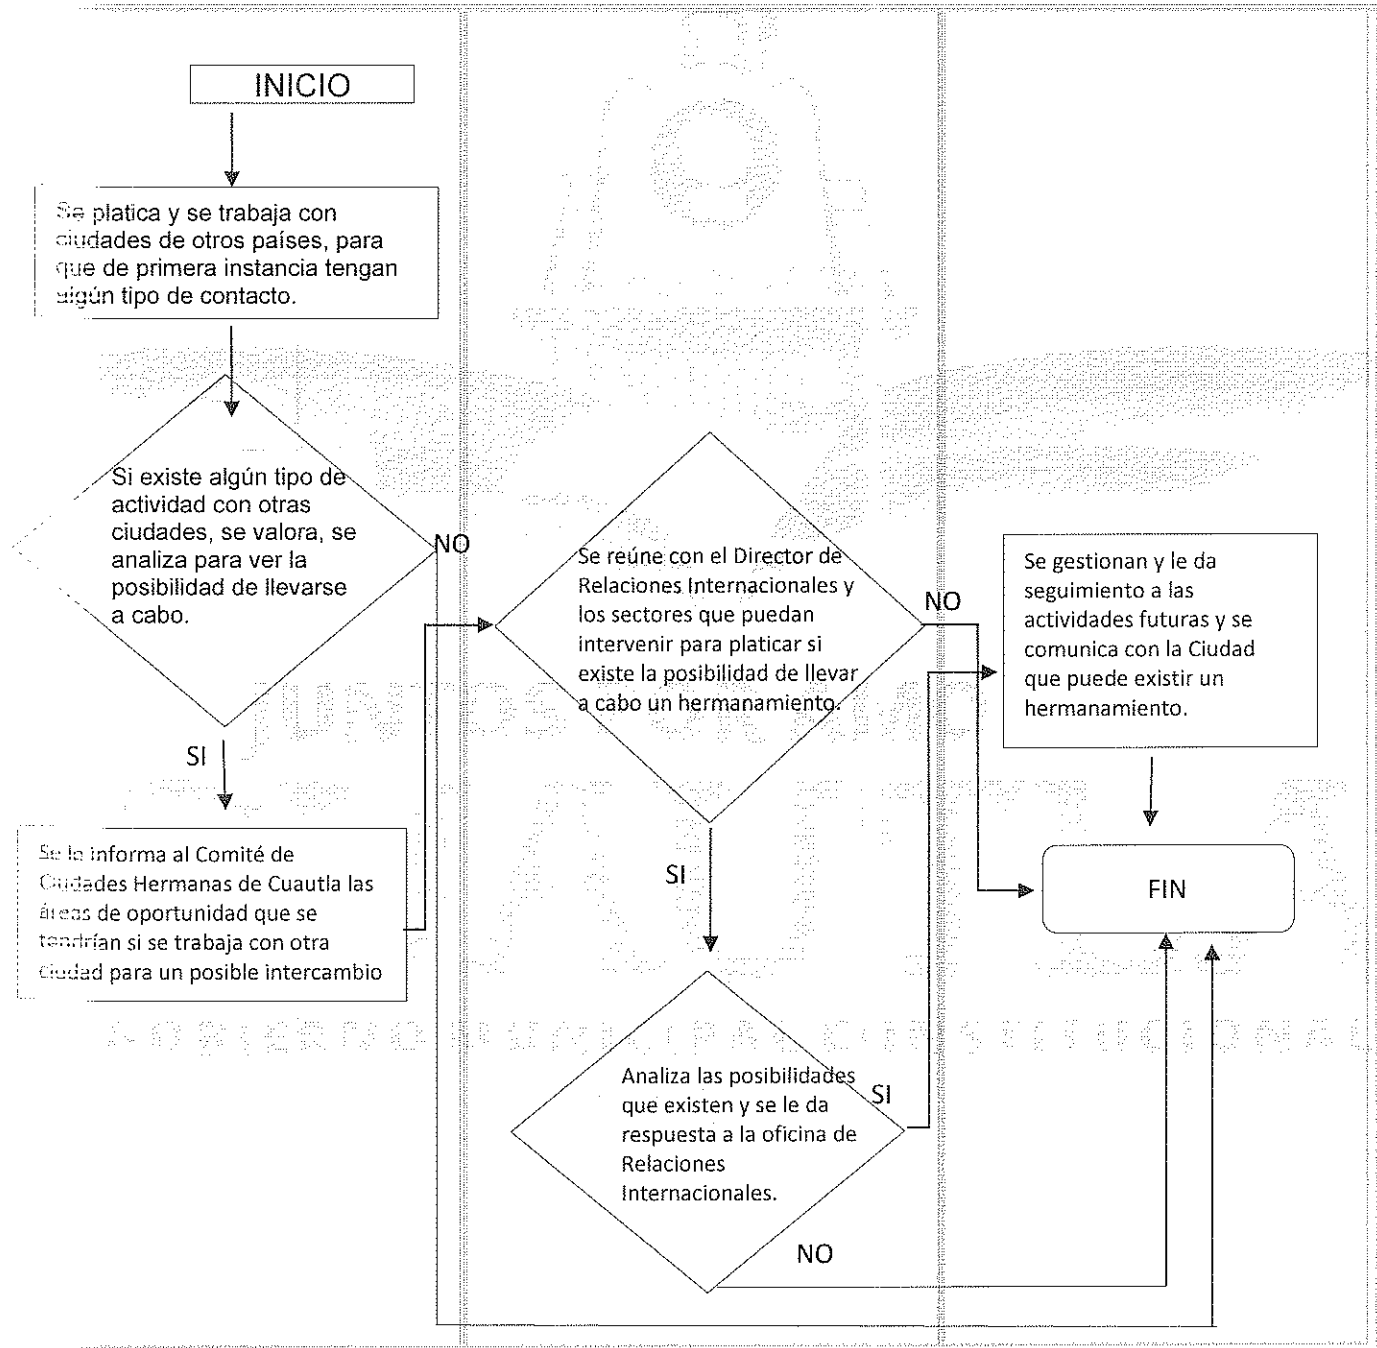 INICIO
Se platica y se trabaja con
ciudades de otros países, para
que de primera instancia tengan
algún tipo de contacto.
Si existe algún tipo de
actividad con otras
ciudades, se valora, se
analiza para ver la
posibilidad de llevarse
a cabo.
NO
SI
Se le informa al Comité de
Ciudades Hermanas de Cuautla las
áreas de oportunidad que se
tendrían si se trabaja con otra
Ciudad para un posible intercambio
Se reúne con el Director de
Relaciones Internacionales y
los sectores que puedan
intervenir para platicar si
existe la posibilidad de llevar
a cabo un hermanamiento.
NO
SI
Analiza las posibilidades
que existen y se le da
respuesta a la oficina de
Relaciones
Internacionales.
SI
NO
Se gestionan y le da
seguimiento a las
actividades futuras y se
comunica con la Ciudad
que puede existir un
hermanamiento.
FIN
JUNTOS POR
GOBIERNO MUNICIPAL CONSTITUCIONAL